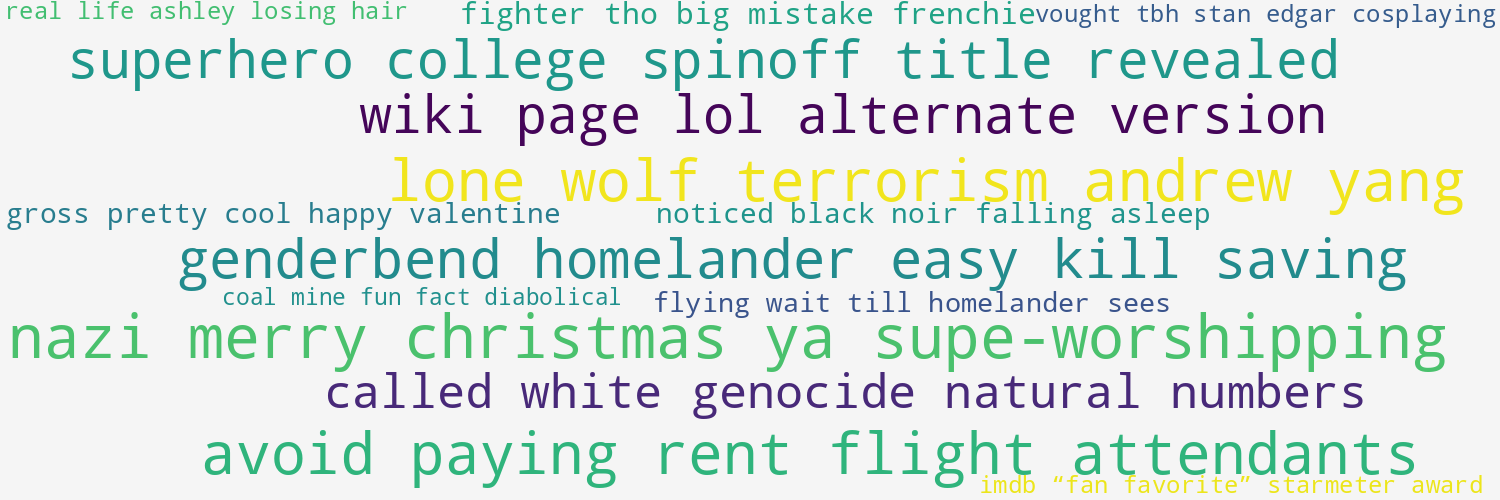 real life ashley losing hair
fighter tho big mistake frenchie
vought tbh stan edgar cosplaying
superhero college spinoff title revealed
wiki page lol alternate version
lone wolf terrorism andrew yang
gross pretty cool happy valentine
noticed black noir falling asleep
genderbend homelander easy kill saving
coal mine fun fact diabolical
flying wait till homelander sees
nazi merry christmas ya supe-worshipping
called white genocide natural numbers
avoid paying rent flight attendants
imdb “fan favorite” starmeter award